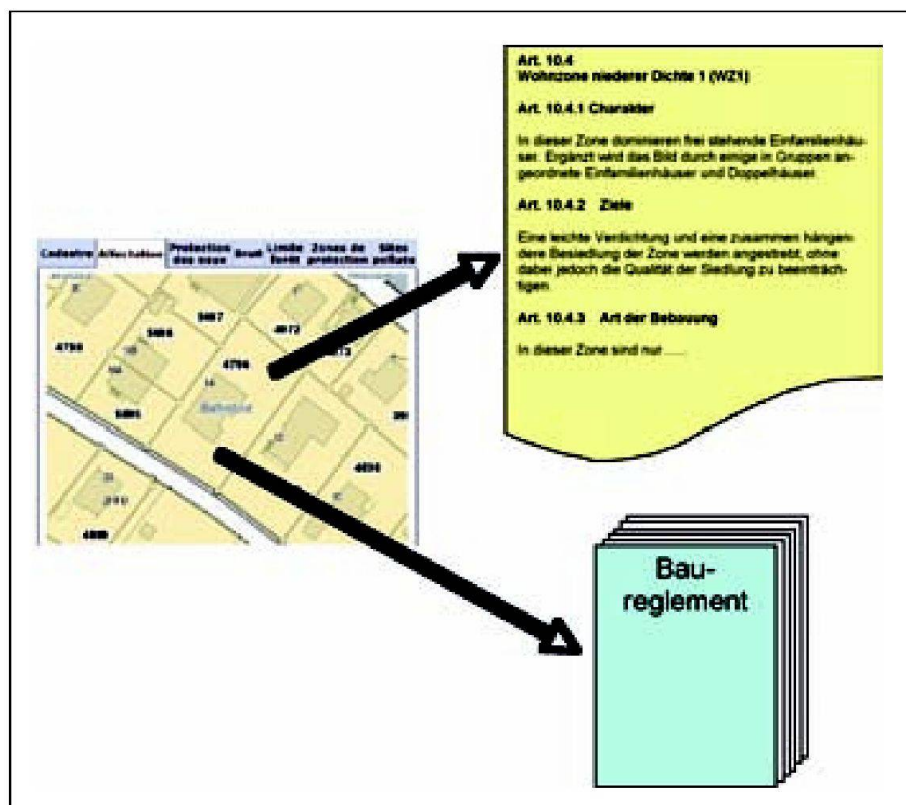 Art. 10.4
Wohnzone niederer Dichte 1 (WZ1)
Art. 10.4.1 Charakter
In dieser Zone dominieren frei stehende Einfamilienhäu-
ser. Ergänzt wird das Bild durch einige in Gruppen an-
geordnete Einfamilienhäuser und Doppelhäuser.
Art. 10.4.2 Ziele
Eine leichte Verdichtung und eine zusammen hängen-
dere Besiedlung der Zone werden angestrebt, ohne
dabei jedoch die Qualität der Siedlung zu beeinträch-
tigen.
Art. 10.4.3 Art der Bebauung
In dieser Zone sind nur .....
Cadastre Affectation Protection des eaux Bruit Limite forêt Zones de protection Sites pollués
4796
4072
Bau-
reglement